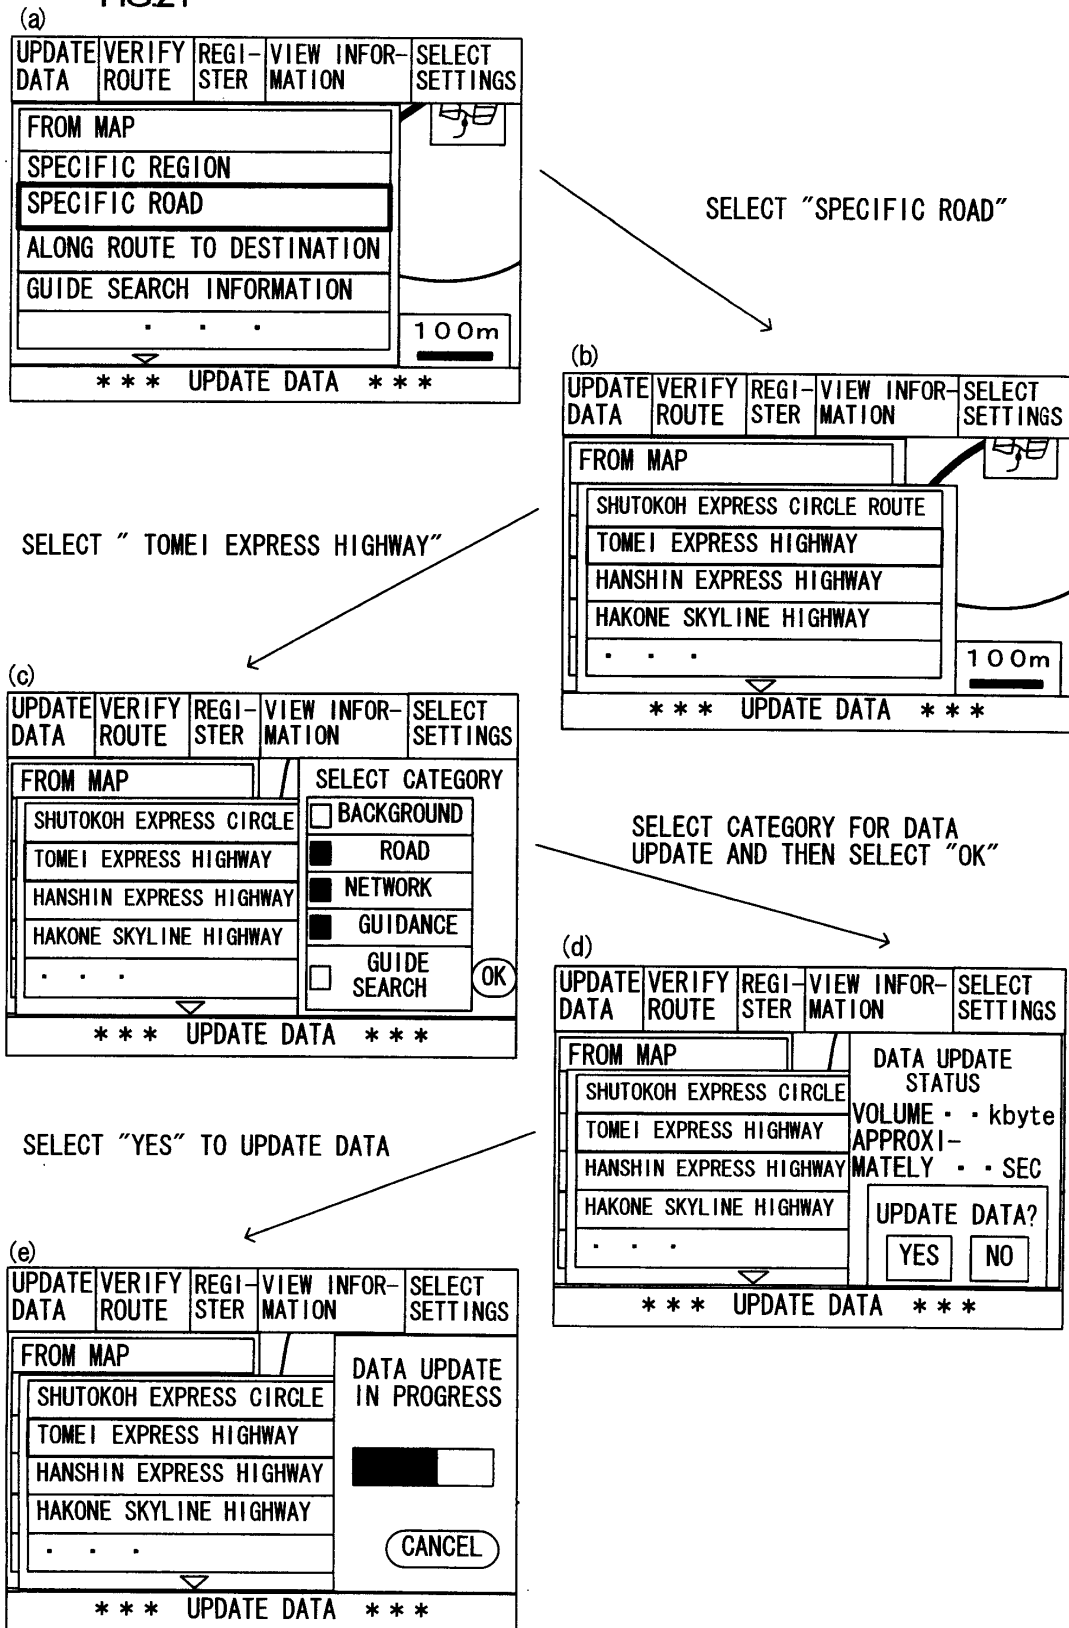 FIG.21
(a)
UPDATE DATA VERIFY ROUTE REGI-STER VIEW INFOR-MATION SELECT SETTINGS
FROM MAP
SPECIFIC REGION
SPECIFIC ROAD
ALONG ROUTE TO DESTINATION
GUIDE SEARCH INFORMATION
. . .
100m
*** UPDATE DATA ***
SELECT "SPECIFIC ROAD"
(b)
UPDATE DATA VERIFY ROUTE REGI-STER VIEW INFOR-MATION SELECT SETTINGS
FROM MAP
SHUTOKOH EXPRESS CIRCLE ROUTE
TOMEI EXPRESS HIGHWAY
HANSHIN EXPRESS HIGHWAY
HAKONE SKYLINE HIGHWAY
. . .
100m
*** UPDATE DATA ***
SELECT " TOMEI EXPRESS HIGHWAY"
(c)
UPDATE DATA VERIFY ROUTE REGI-STER VIEW INFOR-MATION SELECT SETTINGS
FROM MAP
SHUTOKOH EXPRESS CIRCLE
TOMEI EXPRESS HIGHWAY
HANSHIN EXPRESS HIGHWAY
HAKONE SKYLINE HIGHWAY
. . .
SELECT CATEGORY
BACKGROUND
ROAD
NETWORK
GUIDANCE
GUIDE
SEARCH
OK
*** UPDATE DATA ***
SELECT CATEGORY FOR DATA
UPDATE AND THEN SELECT "OK"
(d)
UPDATE DATA VERIFY ROUTE REGI-STER VIEW INFOR-MATION SELECT SETTINGS
FROM MAP
SHUTOKOH EXPRESS CIRCLE
TOMEI EXPRESS HIGHWAY
HANSHIN EXPRESS HIGHWAY
HAKONE SKYLINE HIGHWAY
. . .
DATA UPDATE
STATUS
VOLUME · · kbyte
APPROXI-
MATELY · · SEC
UPDATE DATA?
YES NO
*** UPDATE DATA ***
SELECT "YES" TO UPDATE DATA
(e)
UPDATE DATA VERIFY ROUTE REGI-STER VIEW INFOR-MATION SELECT SETTINGS
FROM MAP
SHUTOKOH EXPRESS CIRCLE
TOMEI EXPRESS HIGHWAY
HANSHIN EXPRESS HIGHWAY
HAKONE SKYLINE HIGHWAY
. . .
DATA UPDATE
IN PROGRESS
CANCEL
*** UPDATE DATA ***